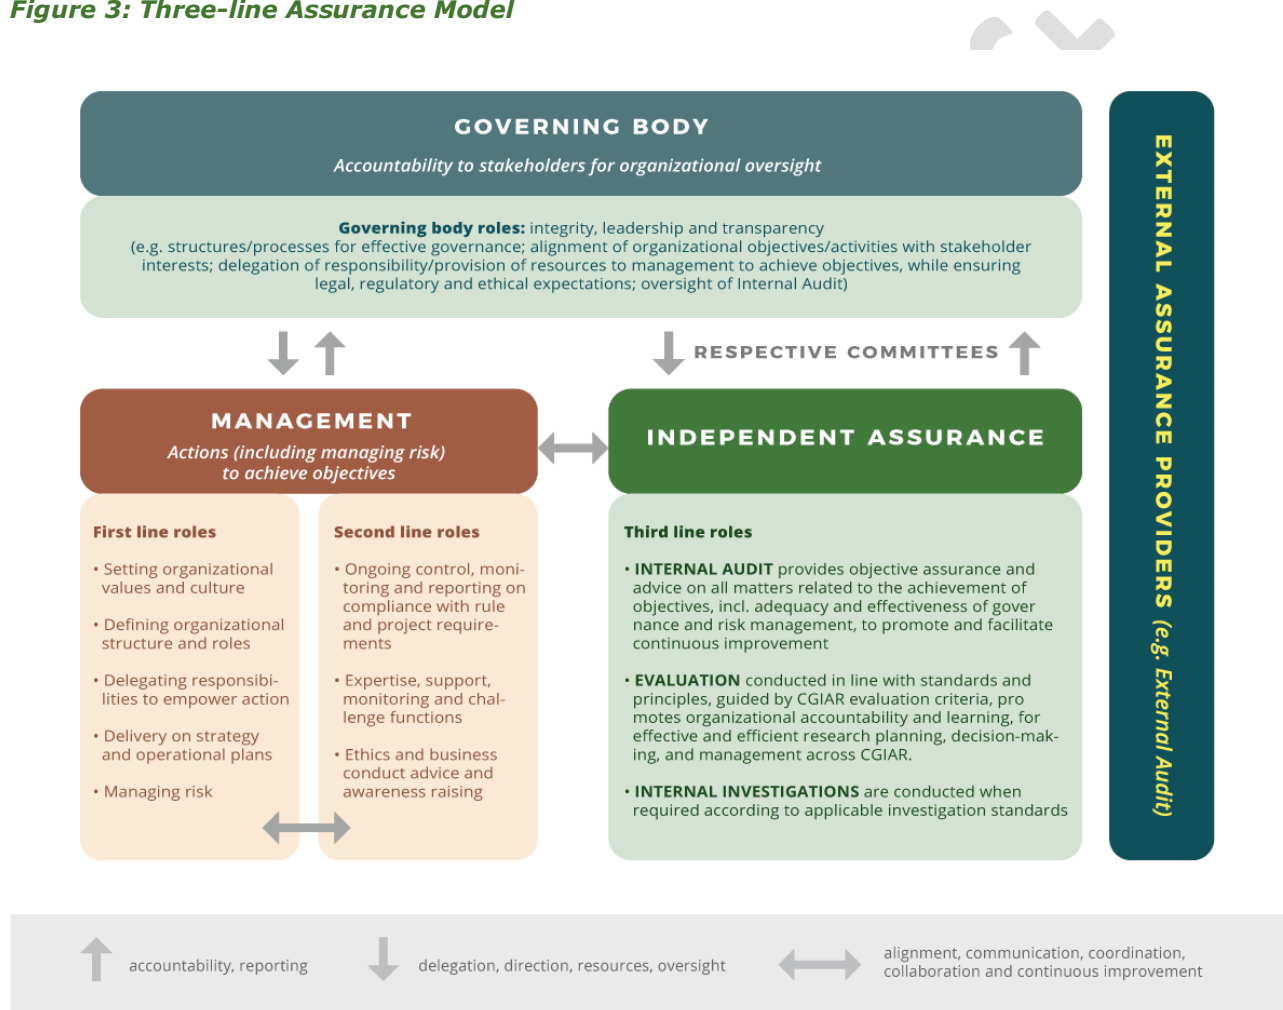 Figure 3: Three-line Assurance Model
GOVERNING BODY
Accountability to stakeholders for organizational oversight
Governing body roles: integrity, leadership and transparency
(e.g. structures/processes for effective governance; alignment of organizational objectives/activities with stakeholder
interests; delegation of responsibility/provision of resources to management to achieve objectives, while ensuring
legal, regulatory and ethical expectations; oversight of Internal Audit)
RESPECTIVE COMMITTEES
MANAGEMENT
Actions (including managing risk)
to achieve objectives
First line roles
• Setting organizational
values and culture
• Defining organizational
structure and roles
• Delegating responsibi-
lities to empower action
• Delivery on strategy
and operational plans
• Managing risk
Second line roles
• Ongoing control, moni-
toring and reporting on
compliance with rule
and project require-
ments
• Expertise, support,
monitoring and chal-
lenge functions
• Ethics and business
conduct advice and
awareness raising
INDEPENDENT ASSURANCE
Third line roles
• INTERNAL AUDIT provides objective assurance and
advice on all matters related to the achievement of
objectives, incl. adequacy and effectiveness of gover
nance and risk management, to promote and facilitate
continuous improvement
• EVALUATION conducted in line with standards and
principles, guided by CGIAR evaluation criteria, pro
motes organizational accountability and learning, for
effective and efficient research planning, decision-mak-
ing, and management across CGIAR.
• INTERNAL INVESTIGATIONS are conducted when
required according to applicable investigation standards
EXTERNAL ASSURANCE PROVIDERS (e.g. External Audit)
accountability, reporting
delegation, direction, resources, oversight
alignment, communication, coordination,
collaboration and continuous improvement